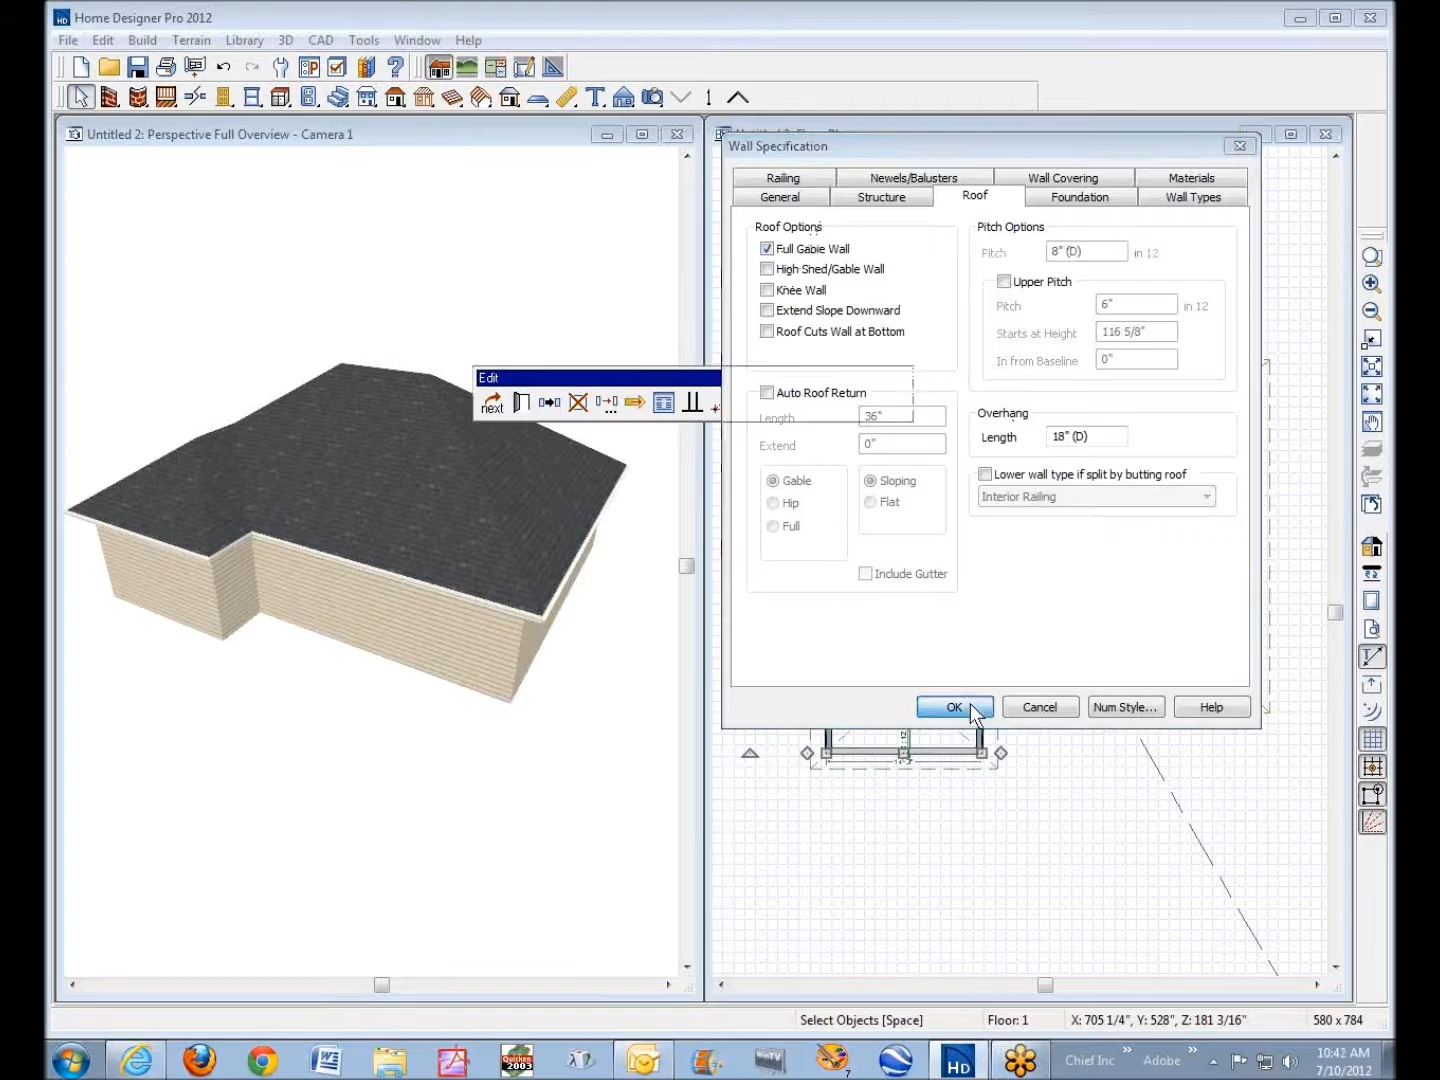 Home Designer Pro 2012
File Edit Build Terrain Library 3D CAD Tools Window Help
1
Untitled 2: Perspective Full Overview - Camera 1
Wall Specification
Railing Newels/Balusters Wall Covering Materials
General Structure Roof Foundation Wall Types
Roof Options
Full Gable Wall
High Shed/Gable Wall
Knee Wall
Extend Slope Downward
Roof Cuts Wall at Bottom
Pitch Options
Pitch 8" (D) in 12
Upper Pitch
Pitch 6" in 12
Starts at Height 116 5/8"
In from Baseline 0"
Edit
next
Auto Roof Return
Length 36"
Extend 0"
Gable Sloping
Hip Flat
Full
Include Gutter
Overhang
Length 18" (D)
Lower wall type if split by butting roof
Interior Railing
OK Cancel Num Style... Help
Select Objects [Space] Floor: 1 X: 705 1/4", Y: 528", Z: 181 3/16" 580 x 784
Quicken
2003
HD
Chief Inc » Adobe »
10:42 AM
7/10/2012